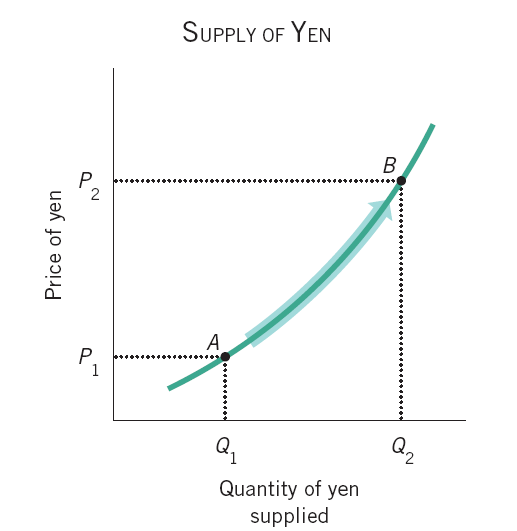 SUPPLY OF YEN
B
P2
Price of yen
A
P1
Q1
Q2
Quantity of yen
supplied